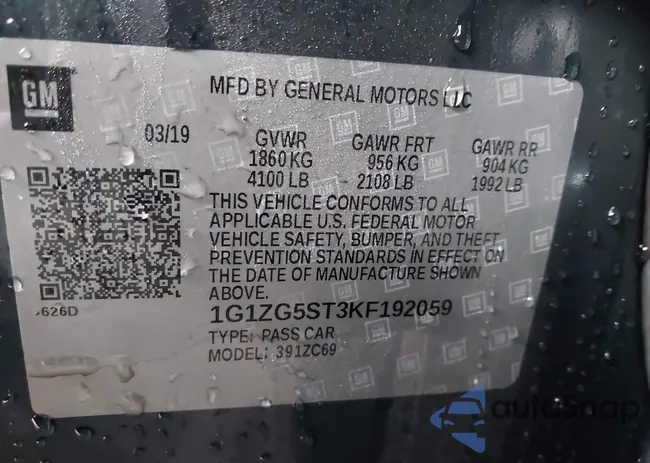 GM
MFD BY GENERAL MOTORS LLC
03/19
GVWR GAWR FRT GAWR RR
1860 KG 956 KG 904 KG
4100 LB 2108 LB 1992 LB
THIS VEHICLE CONFORMS TO ALL
APPLICABLE U.S. FEDERAL MOTOR
VEHICLE SAFETY, BUMPER, AND THEFT
PREVENTION STANDARDS IN EFFECT ON
THE DATE OF MANUFACTURE SHOWN
ABOVE.
626D
1G1ZG5ST3KF192059
TYPE: PASS CAR
MODEL: 391ZC69
autoSnap